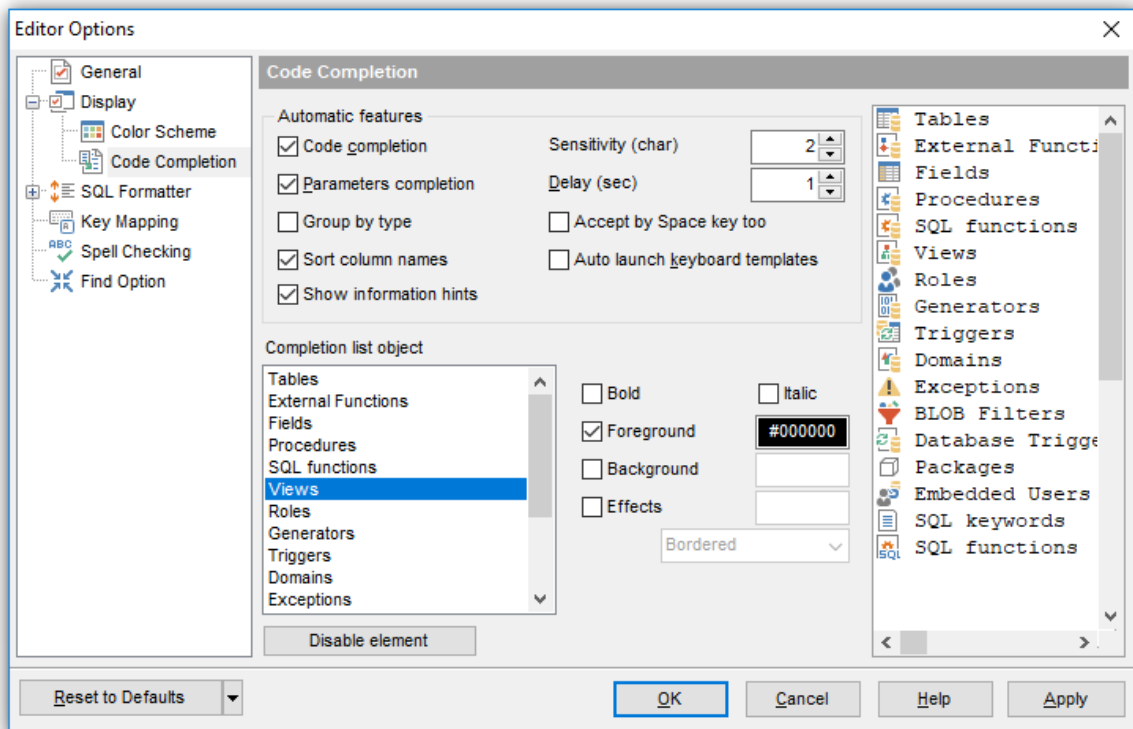 Editor Options
General
Display
Color Scheme
Code Completion
SQL Formatter
Key Mapping
ABC
Spell Checking
Find Option
Code Completion
Automatic features
Code completion
Sensitivity (char)
2
Parameters completion
Delay (sec)
1
Group by type
Accept by Space key too
Sort column names
Auto launch keyboard templates
Show information hints
Completion list object
Tables
External Functions
Fields
Procedures
SQL functions
Views
Roles
Generators
Triggers
Domains
Exceptions
Disable element
Bold
Italic
Foreground
#000000
Background
Effects
Bordered
Tables
External Functi
Fields
Procedures
SQL functions
Views
Roles
Generators
Triggers
Domains
Exceptions
BLOB Filters
Database Trigge
Packages
Embedded Users
SQL keywords
SQL functions
Reset to Defaults
OK
Cancel
Help
Apply